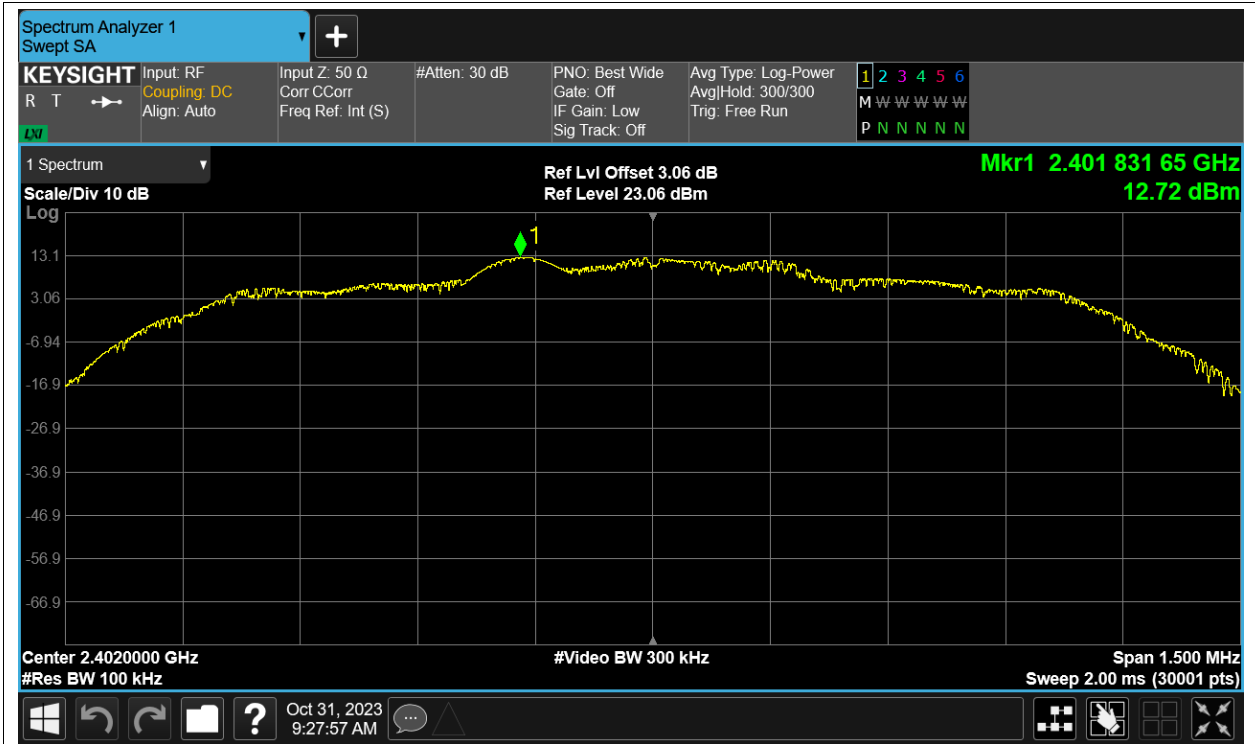 Spectrum Analyzer 1
Swept SA
KEYSIGHT
R T
LXI
Input: RF
Coupling: DC
Align: Auto
Input Z: 50 Ω
Corr CCorr
Freq Ref: Int (S)
#Atten: 30 dB
PNO: Best Wide
Gate: Off
IF Gain: Low
Sig Track: Off
Avg Type: Log-Power
Avg|Hold: 300/300
Trig: Free Run
1 2 3 4 5 6
M W W W W W
P N N N N N
1 Spectrum
Scale/Div 10 dB
Log
Ref Lvl Offset 3.06 dB
Ref Level 23.06 dBm
Mkr1 2.401 831 65 GHz
12.72 dBm
1
13.1
3.06
-6.94
-16.9
-26.9
-36.9
-46.9
-56.9
-66.9
Center 2.4020000 GHz
#Res BW 100 kHz
#Video BW 300 kHz
Span 1.500 MHz
Sweep 2.00 ms (30001 pts)
?
Oct 31, 2023
9:27:57 AM